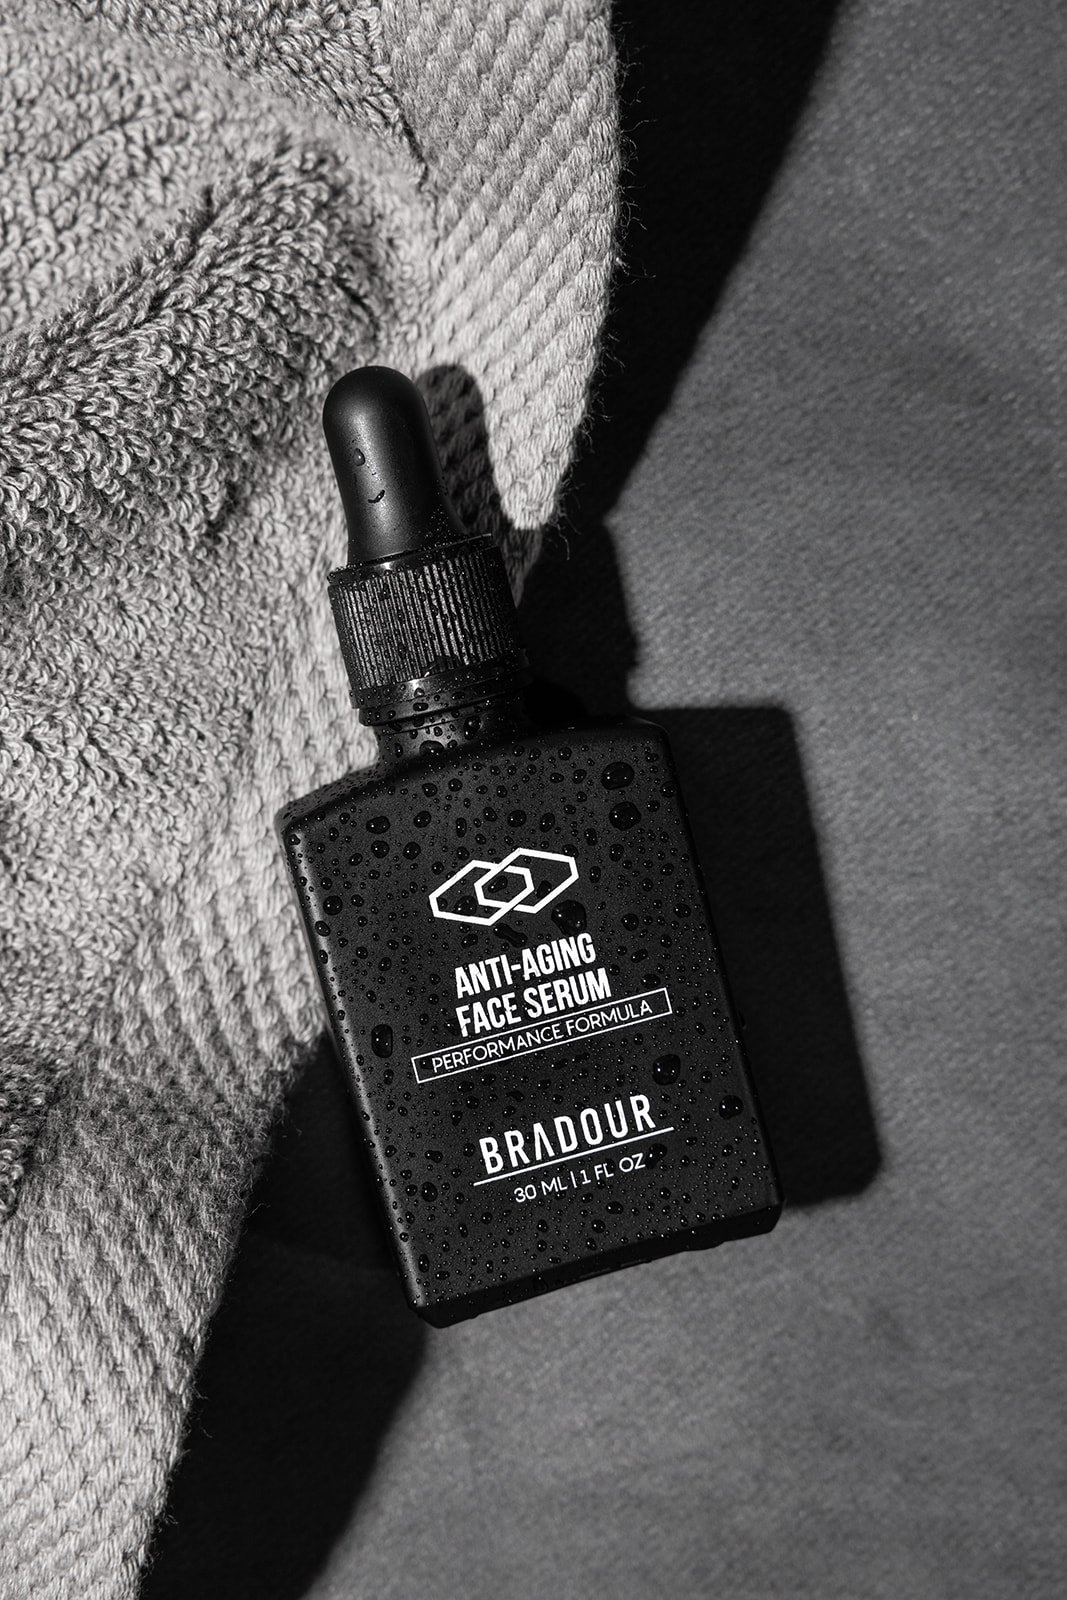 ANTI-AGING
FACE SERUM
PERFORMANCE FORMULA
BRADOUR
30 ML | 1 FL OZ